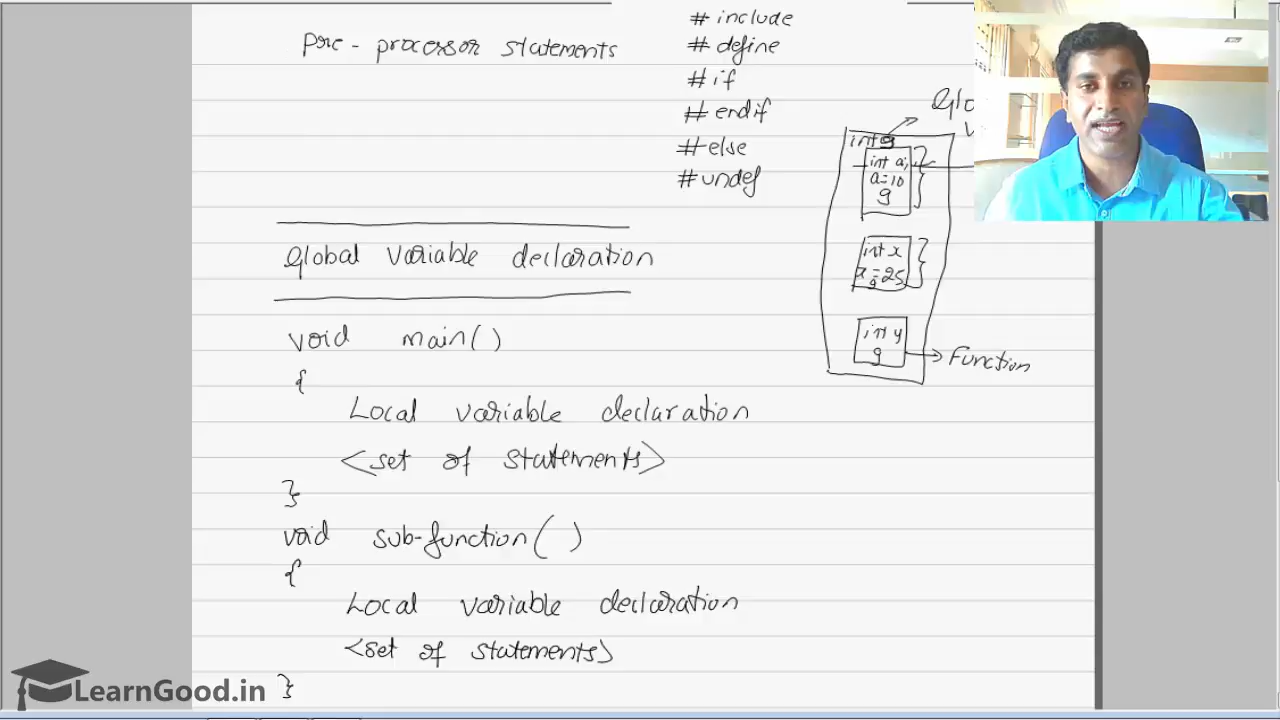 Pre-processor statements
# include
# define
# if
# endif
# else
# undef
Global variable declaration
void main()
{
Local variable declaration
<set of statements>
}
void sub-function( )
{
Local variable declaration
<set of statements>
}
int g
int a;
a=10
g
int x
x=25
g
int y
g
Function
LearnGood.in